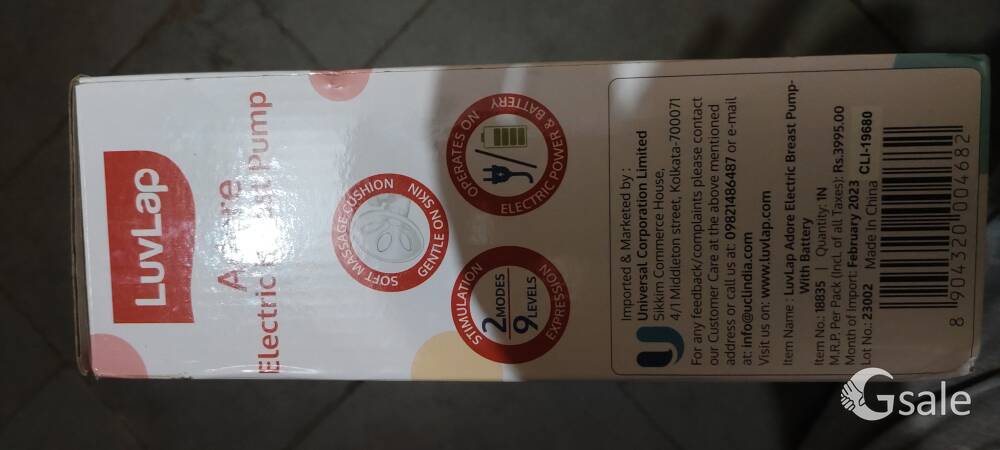 LuvLap
Adore
Electric Breast Pump
SOFT MASSAGE CUSHION
GENTLE ON SKIN
OPERATES ON
ELECTRIC POWER & BATTERY
STIMULATION
2 MODES
9 LEVELS
EXPRESSION
Imported & Marketed by :
Universal Corporation Limited
Sikkim Commerce House,
4/1 Middleton street, Kolkata-700071
For any feedback/complaints please contact
our Customer Care at the above mentioned
address or call us at: 09821486487 or e-mail
at: info@uclindia.com
Visit us on: www.luvlap.com
Item Name : LuvLap Adore Electric Breast Pump-
With Battery
Item No.: 18835 | Quantity: 1N
M.R.P. Per Pack (Incl. of all Taxes): Rs.3995.00
Month of Import: February 2023
Lot No.: 23002 Made In China
CLI-19680
8 904320 004682
Gsale